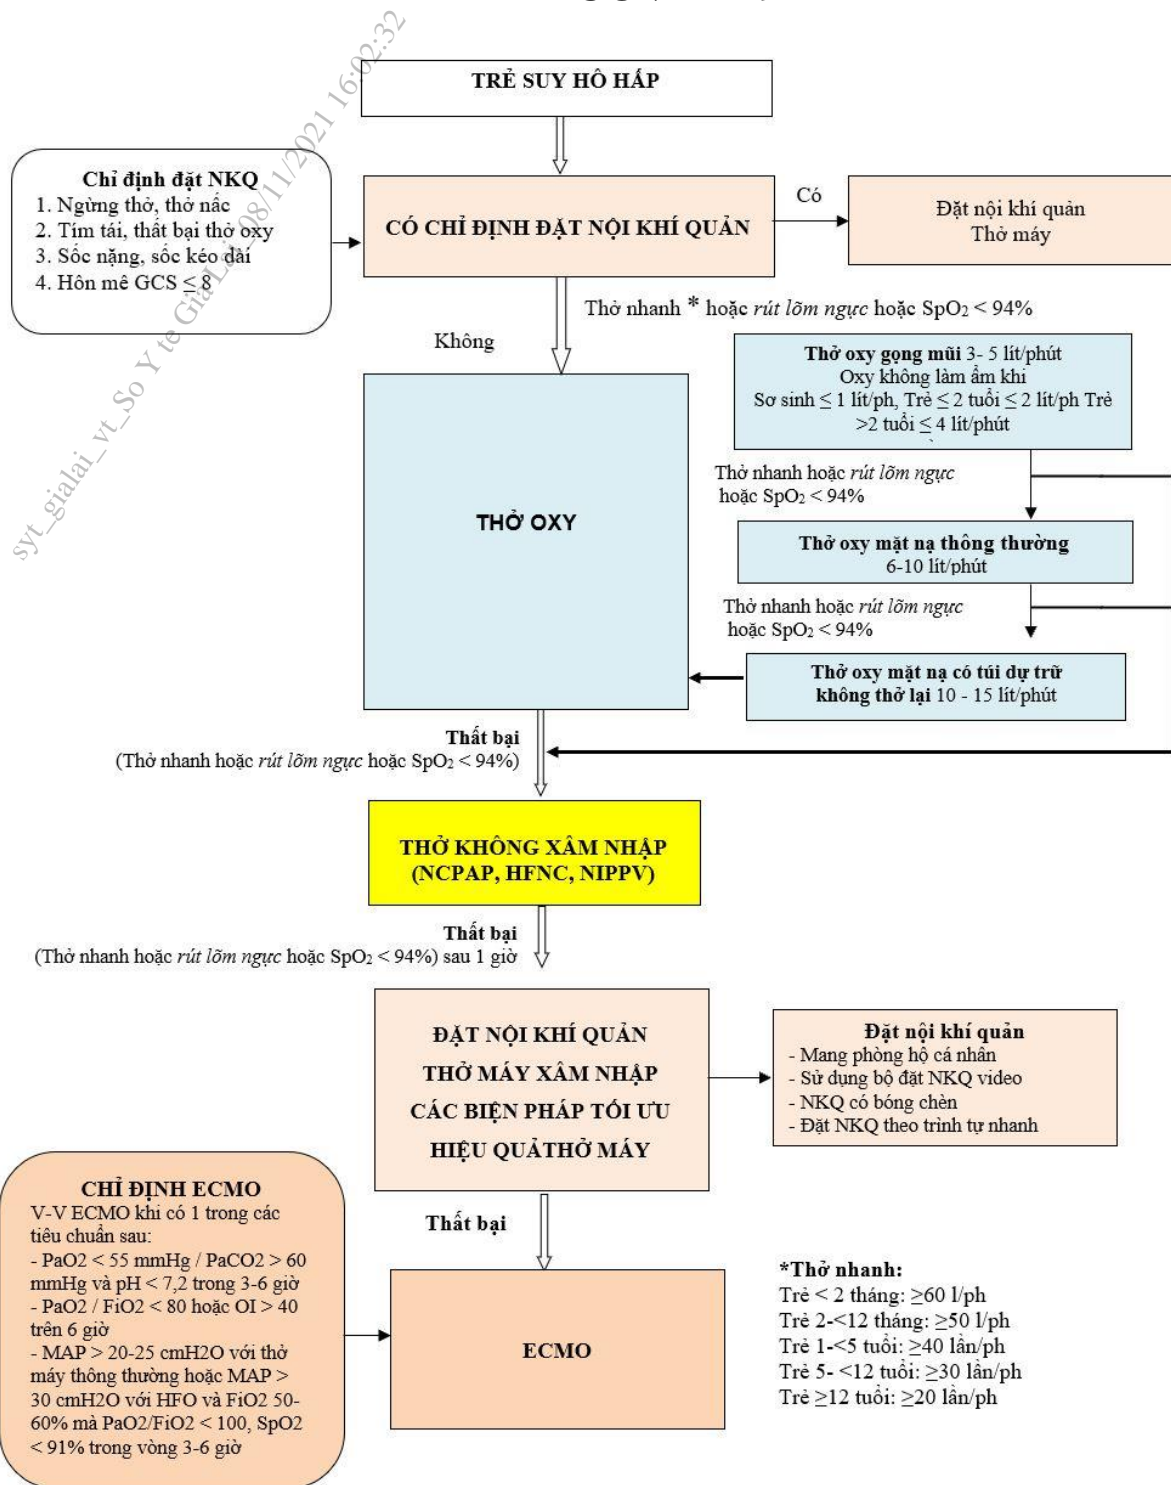 TRẺ SUY HÔ HẤP
Chỉ định đặt NKQ
1. Ngừng thở, thở nấc
2. Tím tái, thất bại thở oxy
3. Sốc nặng, sốc kéo dài
4. Hôn mê GCS ≤ 8
CÓ CHỈ ĐỊNH ĐẶT NỘI KHÍ QUẢN
Có
Đặt nội khí quản
Thở máy
Thở nhanh * hoặc rút lõm ngực hoặc SpO2 < 94%
Không
Thở oxy gọng mũi 3- 5 lít/phút
Oxy không làm ẩm khi
Sơ sinh ≤ 1 lít/ph, Trẻ ≤ 2 tuổi ≤ 2 lít/ph Trẻ
>2 tuổi ≤ 4 lít/phút
Thở nhanh hoặc rút lõm ngực
hoặc SpO2 < 94%
THỞ OXY
Thở oxy mặt nạ thông thường
6-10 lít/phút
Thở nhanh hoặc rút lõm ngực
hoặc SpO2 < 94%
Thở oxy mặt nạ có túi dự trữ
không thở lại 10 - 15 lít/phút
Thất bại
(Thở nhanh hoặc rút lõm ngực hoặc SpO2 < 94%)
THỞ KHÔNG XÂM NHẬP
(NCPAP, HFNC, NIPPV)
Thất bại
(Thở nhanh hoặc rút lõm ngực hoặc SpO2 < 94%) sau 1 giờ
ĐẶT NỘI KHÍ QUẢN
THỞ MÁY XÂM NHẬP
CÁC BIỆN PHÁP TỐI ƯU
HIỆU QUẢTHỞ MÁY
Đặt nội khí quản
- Mang phòng hộ cá nhân
- Sử dụng bộ đặt NKQ video
- NKQ có bóng chèn
- Đặt NKQ theo trình tự nhanh
Thất bại
CHỈ ĐỊNH ECMO
V-V ECMO khi có 1 trong các
tiêu chuẩn sau:
- PaO2 < 55 mmHg / PaCO2 > 60
mmHg và pH < 7,2 trong 3-6 giờ
- PaO2 / FiO2 < 80 hoặc OI > 40
trên 6 giờ
- MAP > 20-25 cmH2O với thở
máy thông thường hoặc MAP >
30 cmH2O với HFO và FiO2 50-
60% mà PaO2/FiO2 < 100, SpO2
< 91% trong vòng 3-6 giờ
ECMO
*Thở nhanh:
Trẻ < 2 tháng: ≥60 l/ph
Trẻ 2-<12 tháng: ≥50 l/ph
Trẻ 1-<5 tuổi: ≥40 lần/ph
Trẻ 5- <12 tuổi: ≥30 lần/ph
Trẻ ≥12 tuổi: ≥20 lần/ph
syt_gialai_vt_So Y te Gia Lai_08/11/2021 16:02:32